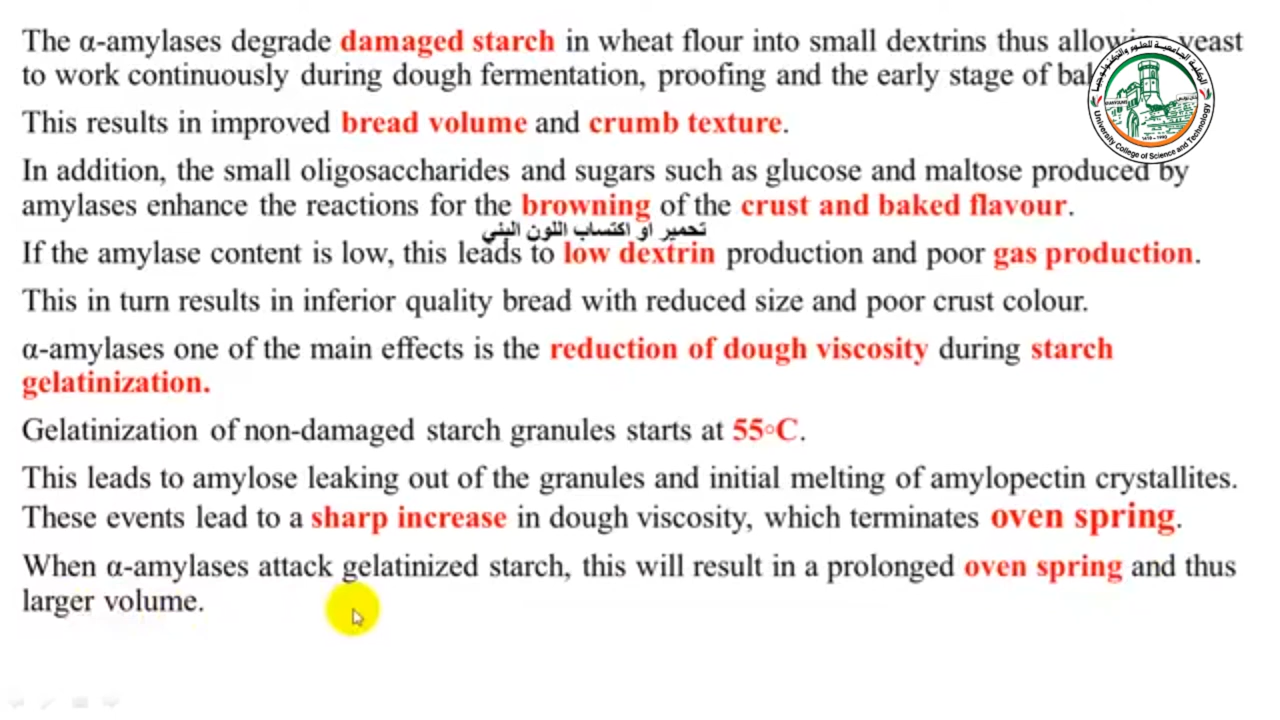 The α-amylases degrade damaged starch in wheat flour into small dextrins thus yeast
to work continuously during dough fermentation, proofing and the early stage of
This results in improved bread volume and crumb texture.
In addition, the small oligosaccharides and sugars such as glucose and maltose produced by
amylases enhance the reactions for the browning of the crust and baked flavour.
تحمير او اكتساب اللون البني
If the amylase content is low, this leads to low dextrin production and poor gas production.
This in turn results in inferior quality bread with reduced size and poor crust colour.
α-amylases one of the main effects is the reduction of dough viscosity during starch
gelatinization.
Gelatinization of non-damaged starch granules starts at 55◦C.
This leads to amylose leaking out of the granules and initial melting of amylopectin crystallites.
These events lead to a sharp increase in dough viscosity, which terminates oven spring.
When α-amylases attack gelatinized starch, this will result in a prolonged oven spring and thus
larger volume.
الكلية الجامعية للعلوم والتكنولوجيا
University College of Science and Technology